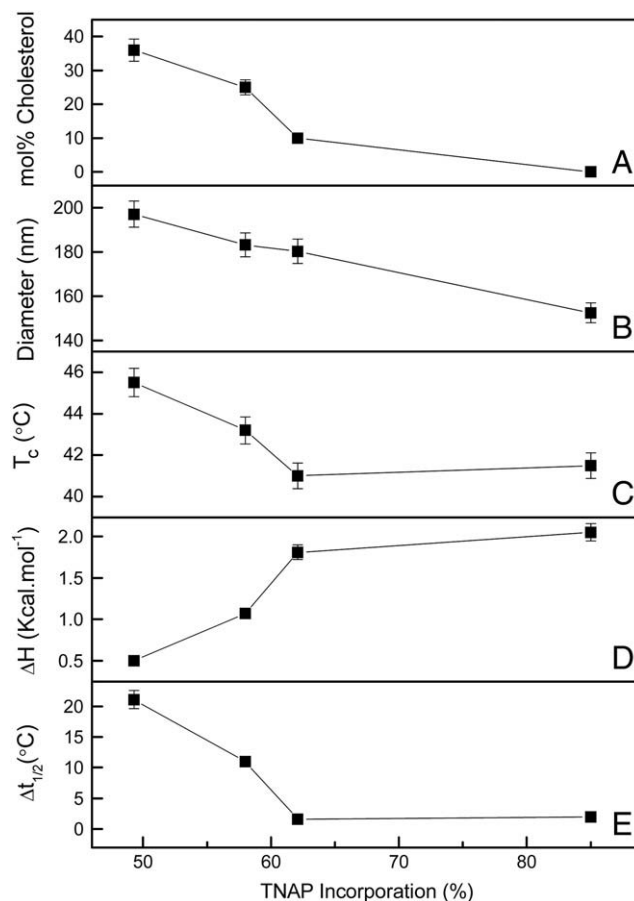 mol% Cholesterol
40
30
20
10
0
A
Diameter (nm)
200
180
160
140
B
T_c (°C)
46
44
42
40
C
ΔH (Kcal.mol⁻¹)
2.0
1.5
1.0
0.5
D
Δt_1/2(°C)
20
15
10
5
0
E
50 60 70 80
TNAP Incorporation (%)